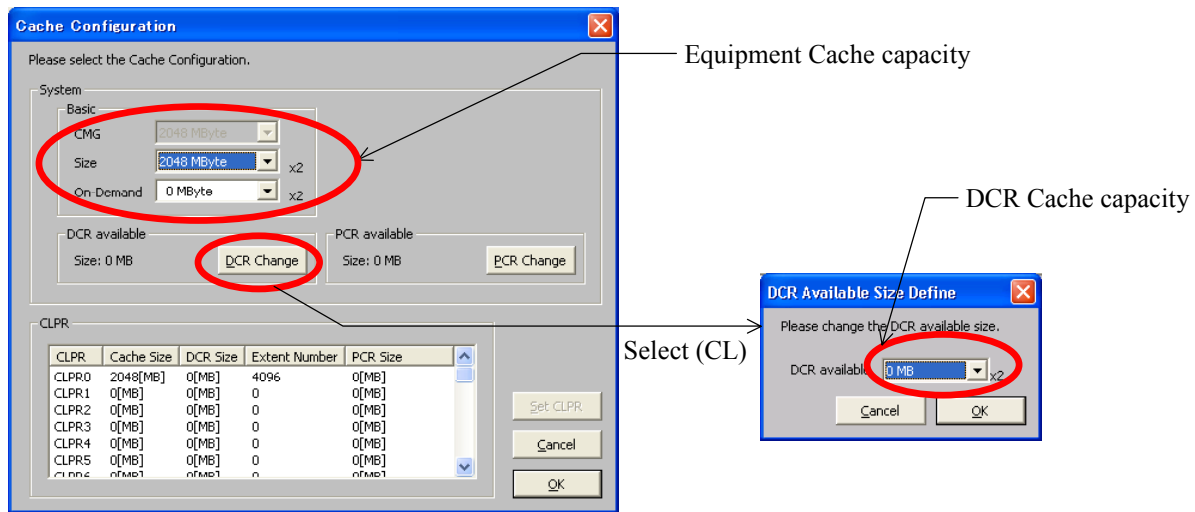 Cache Configuration
Please select the Cache Configuration.
Equipment Cache capacity
System
Basic
CMG 2048 MByte
Size 2048 MByte x2
On-Demand 0 MByte x2
DCR available
Size: 0 MB DCR Change
PCR available
Size: 0 MB PCR Change
DCR Cache capacity
DCR Available Size Define
Please change the DCR available size.
DCR available 0 MB x2
Cancel OK
Select (CL)
CLPR
CLPR Cache Size DCR Size Extent Number PCR Size
CLPR0 2048[MB] 0[MB] 4096 0[MB]
CLPR1 0[MB] 0[MB] 0 0[MB]
CLPR2 0[MB] 0[MB] 0 0[MB]
CLPR3 0[MB] 0[MB] 0 0[MB]
CLPR4 0[MB] 0[MB] 0 0[MB]
CLPR5 0[MB] 0[MB] 0 0[MB]
Set CLPR
Cancel
OK